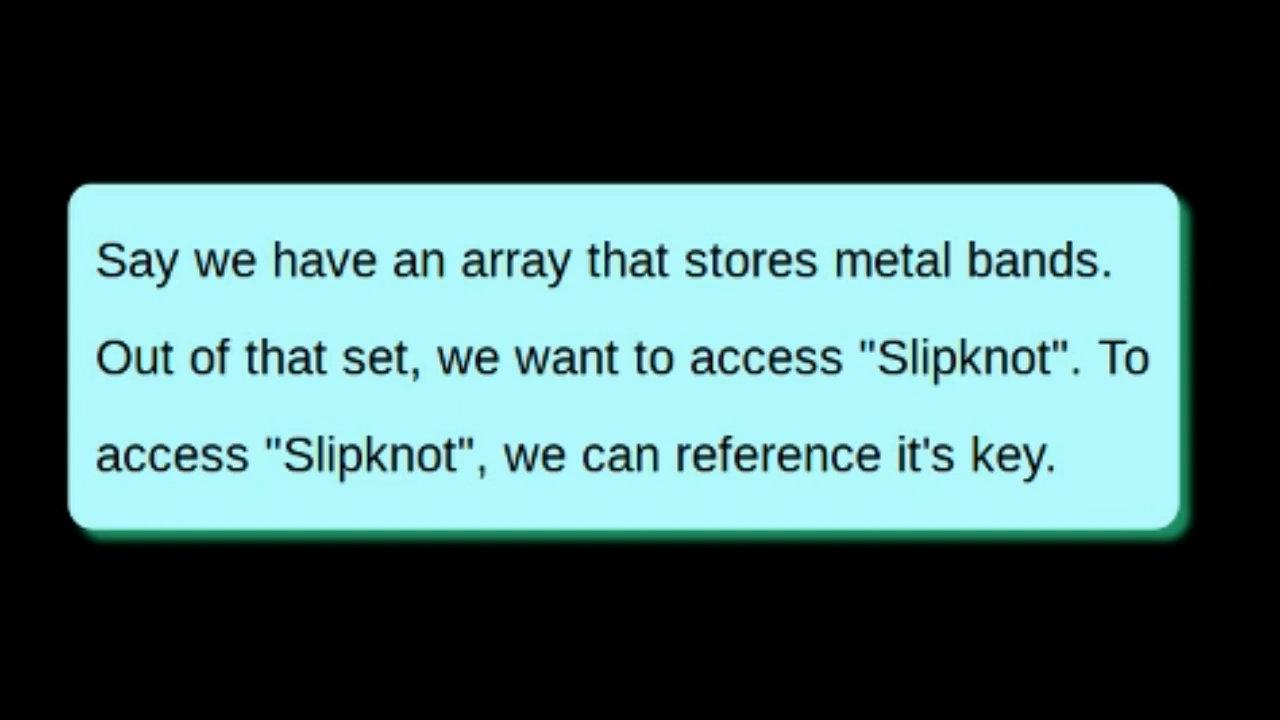 Say we have an array that stores metal bands.
Out of that set, we want to access "Slipknot". To
access "Slipknot", we can reference it's key.